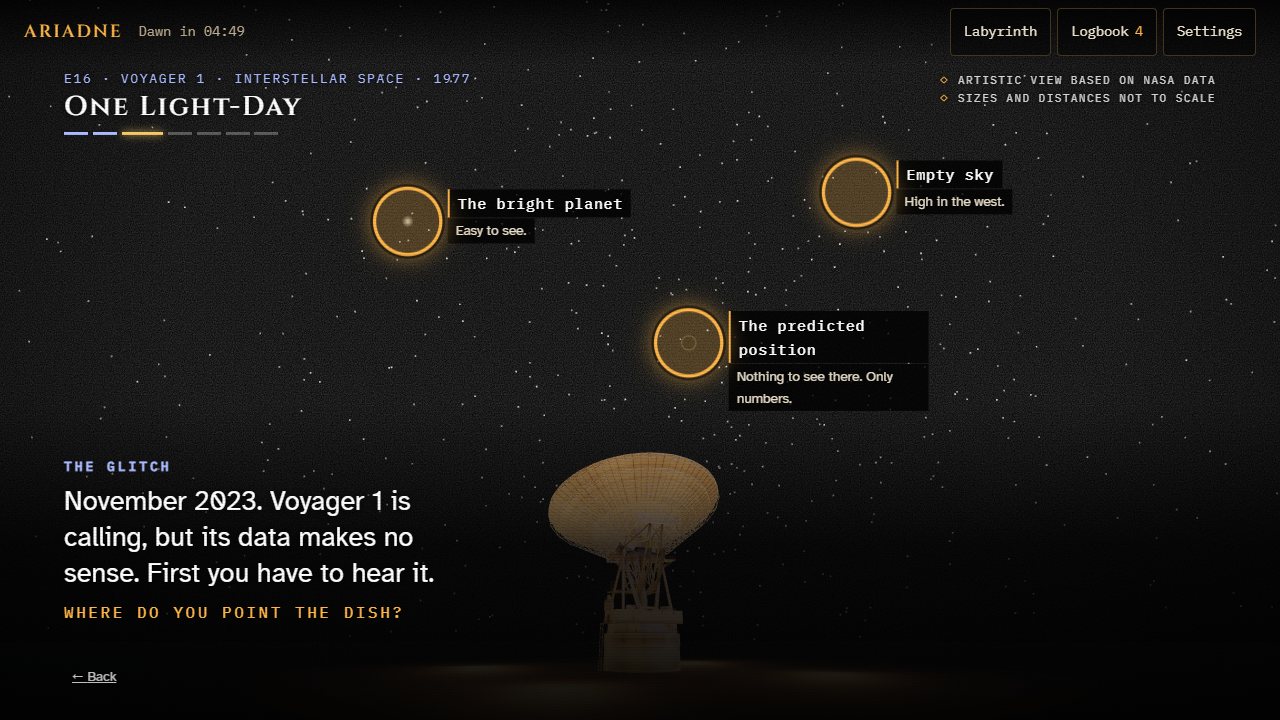 ARIADNE
Dawn in 04:49
Labyrinth
Logbook 4
Settings
E16 · VOYAGER 1 · INTERSTELLAR SPACE · 1977
One Light-Day
◇ ARTISTIC VIEW BASED ON NASA DATA
◇ SIZES AND DISTANCES NOT TO SCALE
The bright planet
Easy to see.
Empty sky
High in the west.
The predicted
position
Nothing to see there. Only
numbers.
THE GLITCH
November 2023. Voyager 1 is
calling, but its data makes no
sense. First you have to hear it.
WHERE DO YOU POINT THE DISH?
← Back